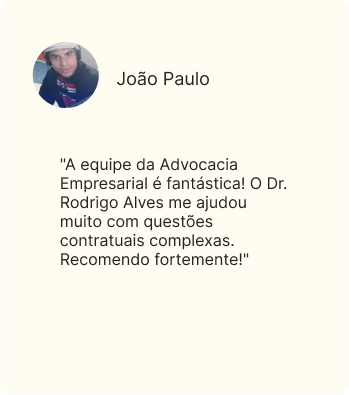 João Paulo
"A equipe da Advocacia
Empresarial é fantástica! O Dr.
Rodrigo Alves me ajudou
muito com questões
contratuais complexas.
Recomendo fortemente!"